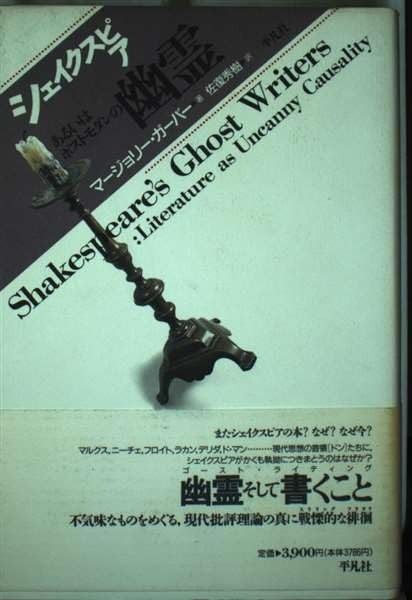 シェイクスピア
あるいは
ポストモダンの
幽霊
マージョリー・ガーバー 著
佐復秀樹 訳
平凡社
Shakespeare's Ghost Writers
:Literature as Uncanny Causality
またシェイクスピアの本? なぜ? なぜ今?
マルクス、ニーチェ、フロイト、ラカン、デリダ、ド・マン………現代思想の首領[ドン]たちに、
シェイクスピアがかくも執拗につきまとうのはなぜか?
ゴースト・ライティング
幽霊そして書くこと
不気味なものをめぐる、現代批評理論の真に戦慄的な徘徊
定価▶3,900円(本体3786円)
平凡社